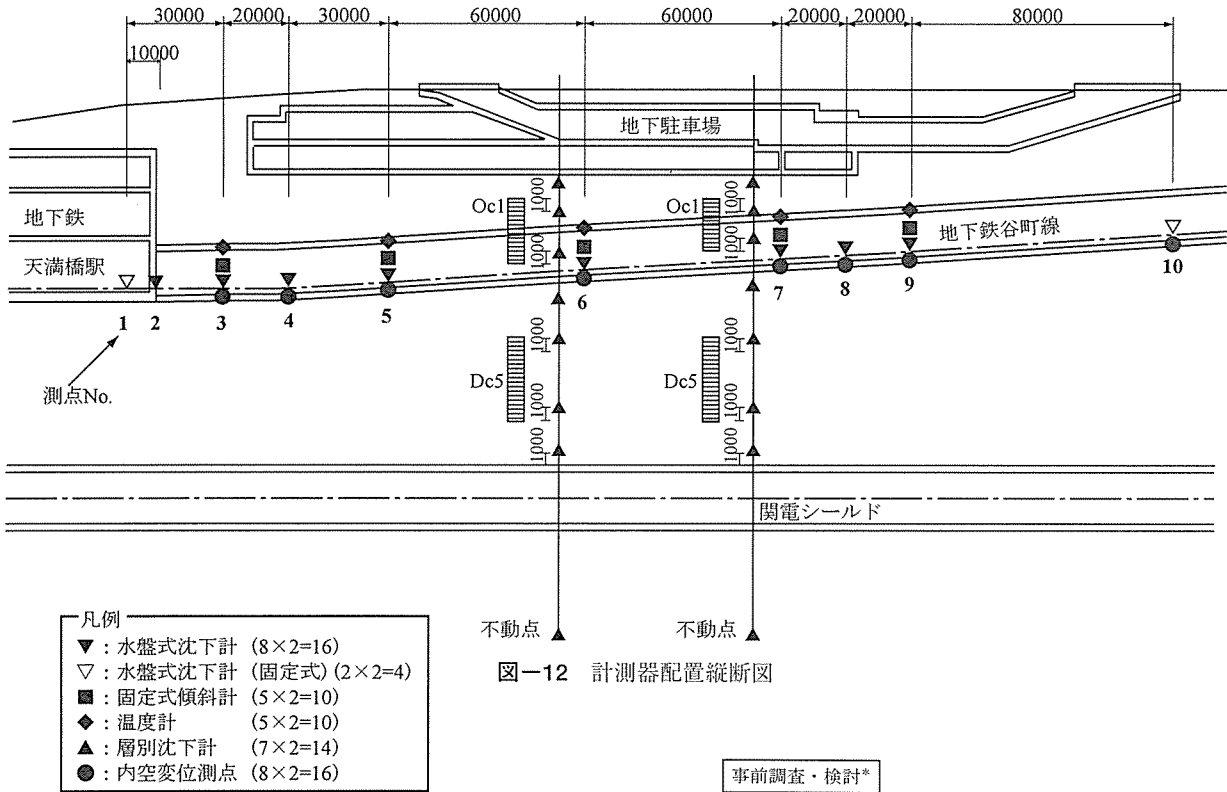 30000 20000 30000 60000 60000 20000 20000 80000
10000
地下駐車場
地下鉄
天満橋駅
地下鉄谷町線
Oc1
1000
1000
Oc1
1000
1000
1 2 3 4 5 6 7 8 9 10
測点No.
Dc5
1000
1000
1000
Dc5
1000
1000
1000
関電シールド
不動点
不動点
凡例
▼：水盤式沈下計 (8×2=16)
▽：水盤式沈下計 (固定式) (2×2=4)
■：固定式傾斜計 (5×2=10)
◆：温度計 (5×2=10)
▲：層別沈下計 (7×2=14)
●：内空変位測点 (8×2=16)
図－12 計測器配置縦断図
事前調査・検討*